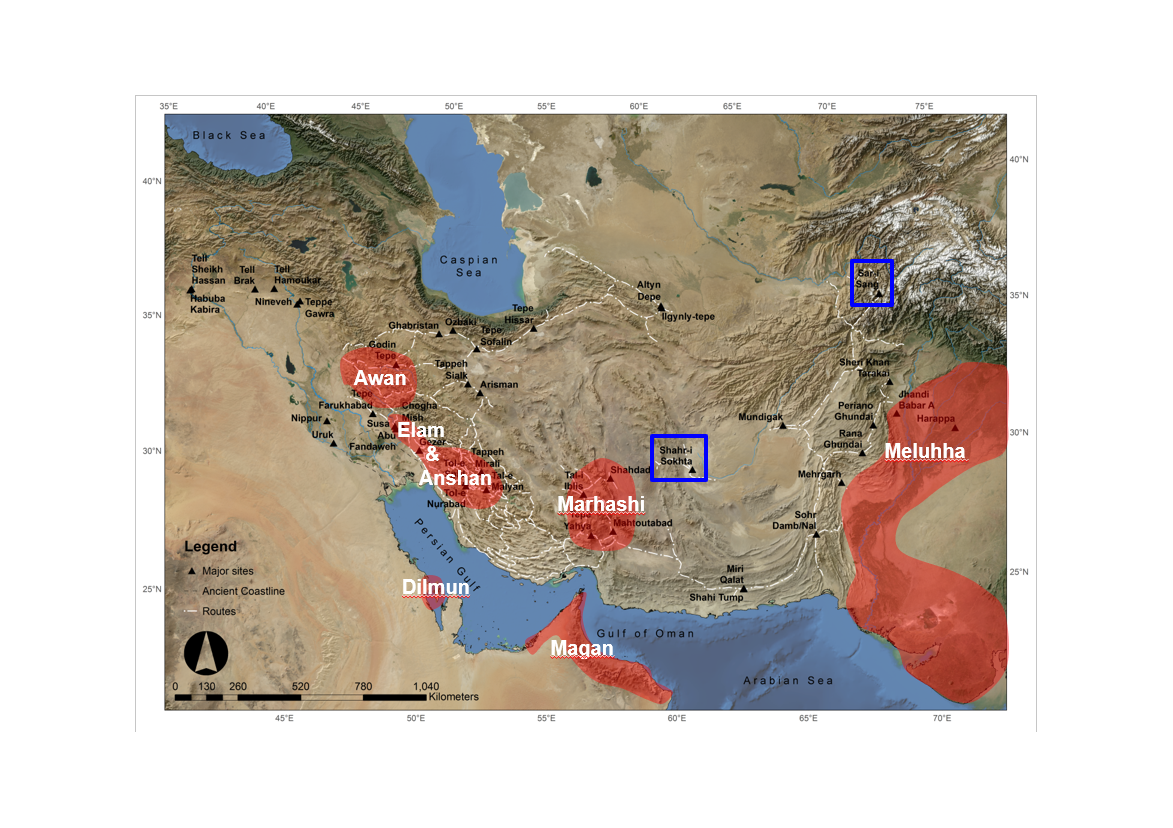 35°E 40°E 45°E 50°E 55°E 60°E 65°E 70°E 75°E
Black Sea
40°N
40°N
Caspian
Sea
Tell
Sheikh
Hassan
Habuba
Kabira
Tell
Brak
Tell
Hamoukar
Nineveh
Teppe
Gawra
Altyn
Depe
Ilgynly-tepe
Sar-i
Sang
35°N
35°N
Ghabristan
Ozbaki
Tepe
Sofalin
Tepe
Hissar
Godin
Tepe
Awan
Tappeh
Sialk
Arisman
Sheri Khan
Tarakai
Jhandi
Babar A
Harappa
Tepe
Farukhabad
Chogha
Mish
Nippur
Uruk
Susa
Abu
Fandaweh
Elam
&
Anshan
Gezer
Mundigak
Periano
Ghundai
Rana
Ghundai
Meluhha
30°N
30°N
Tappeh
Mirali
Tol-e
Tal-e
Malyan
Tol-e
Nurabad
Shahr-i
Sokhta
Tal-i
Iblis
Shahdad
Marhashi
Tepe
Yahya
Mahtoutabad
Mehrgarh
Sohr
Damb/Nal
Persian Gulf
Miri
Qalat
Shahi Tump
Legend
Major sites
Ancient Coastline
Routes
25°N
25°N
Dilmun
Magan
Gulf of Oman
Arabian Sea
0 130 260 520 780 1,040
Kilometers
45°E 50°E 55°E 60°E 65°E 70°E